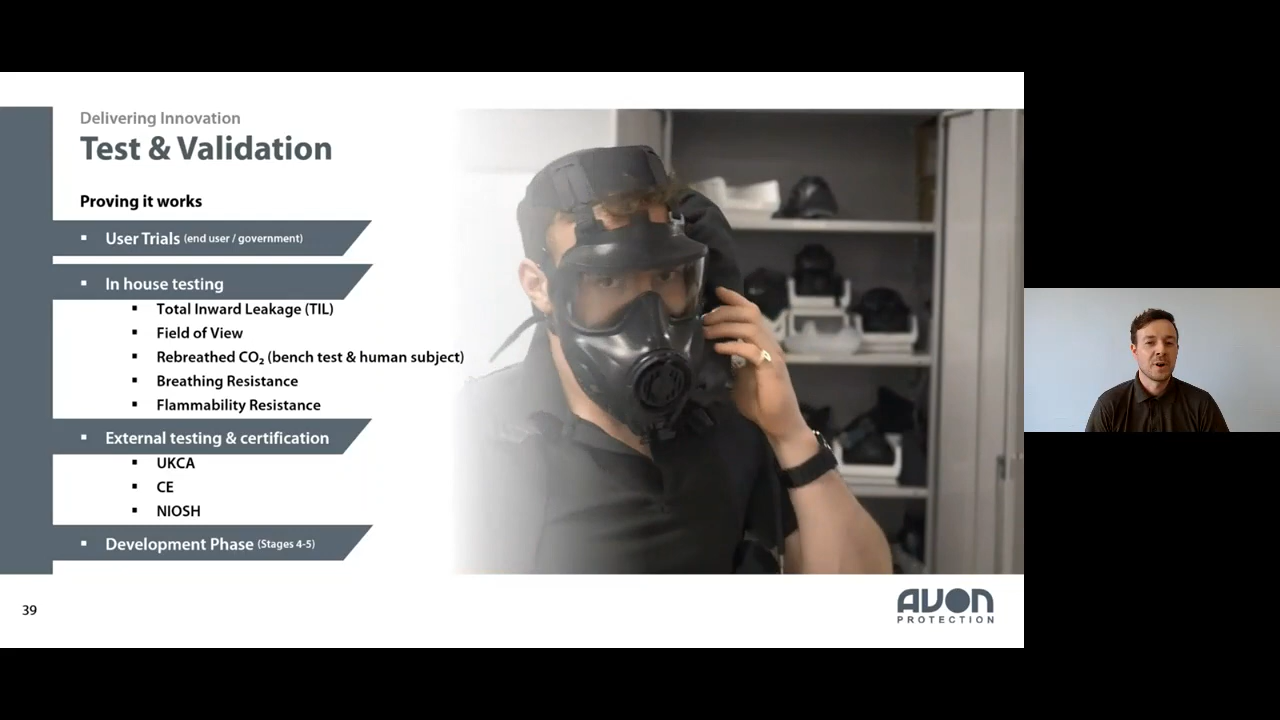 Delivering Innovation
Test & Validation
Proving it works
▪ User Trials (end user / government)
▪ In house testing
▪ Total Inward Leakage (TIL)
▪ Field of View
▪ Rebreathed CO₂ (bench test & human subject)
▪ Breathing Resistance
▪ Flammability Resistance
▪ External testing & certification
▪ UKCA
▪ CE
▪ NIOSH
▪ Development Phase (Stages 4-5)
39
AVON
PROTECTION